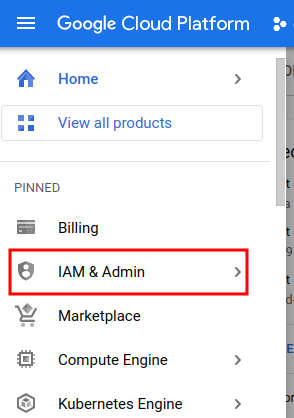 Google Cloud Platform
Home
View all products
PINNED
Billing
IAM & Admin
Marketplace
Compute Engine
Kubernetes Engine